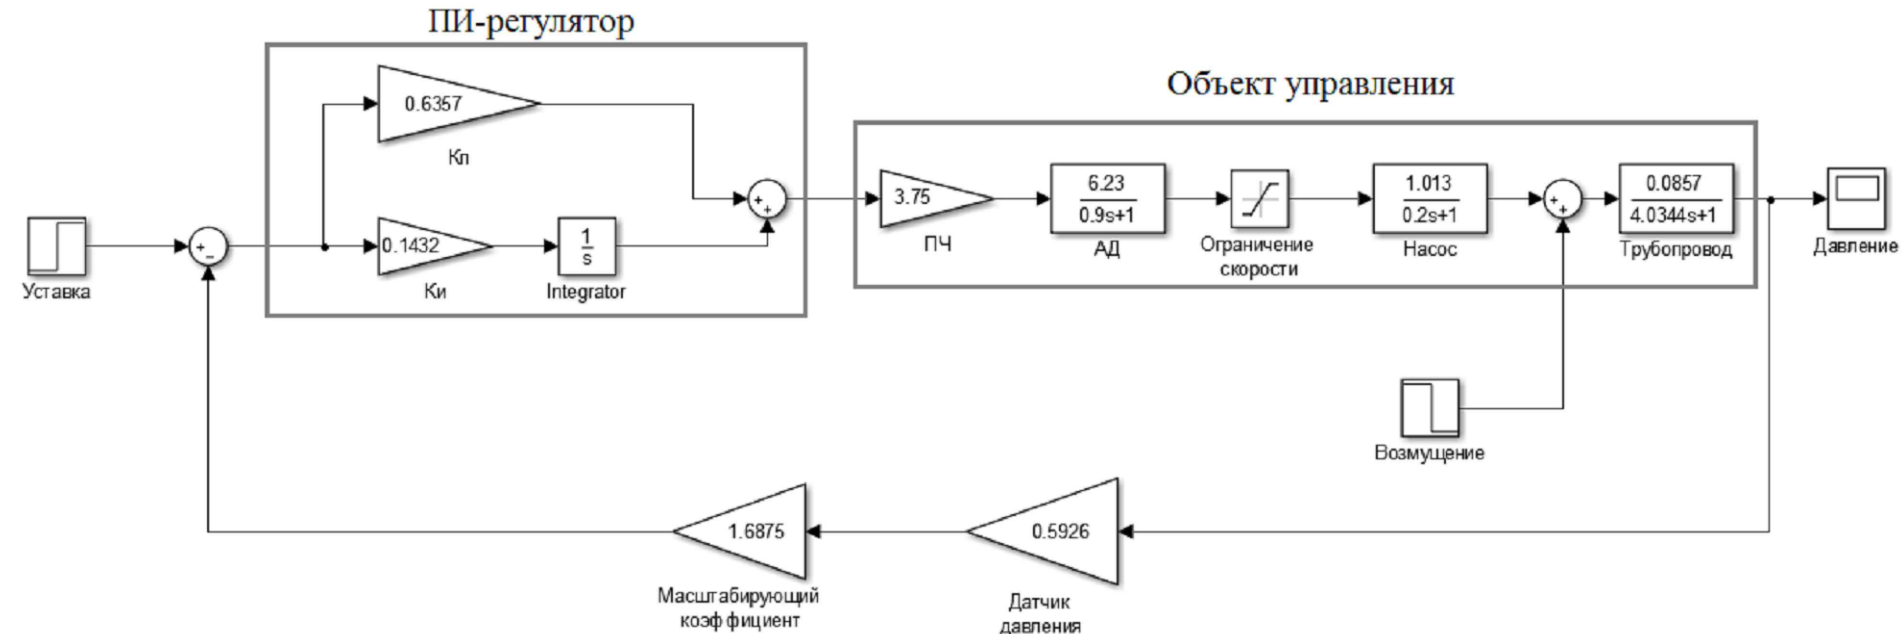 ПИ-регулятор
Объект управления
0.6357
Кп
0.1432
Ки
1
s
Integrator
Уставка
+
−
+
+
3.75
ПЧ
6.23
0.9s+1
АД
Ограничение
скорости
1.013
0.2s+1
Насос
+
+
0.0857
4.0344s+1
Трубопровод
Давление
Возмущение
1.6875
Масштабирующий
коэффициент
0.5926
Датчик
давления